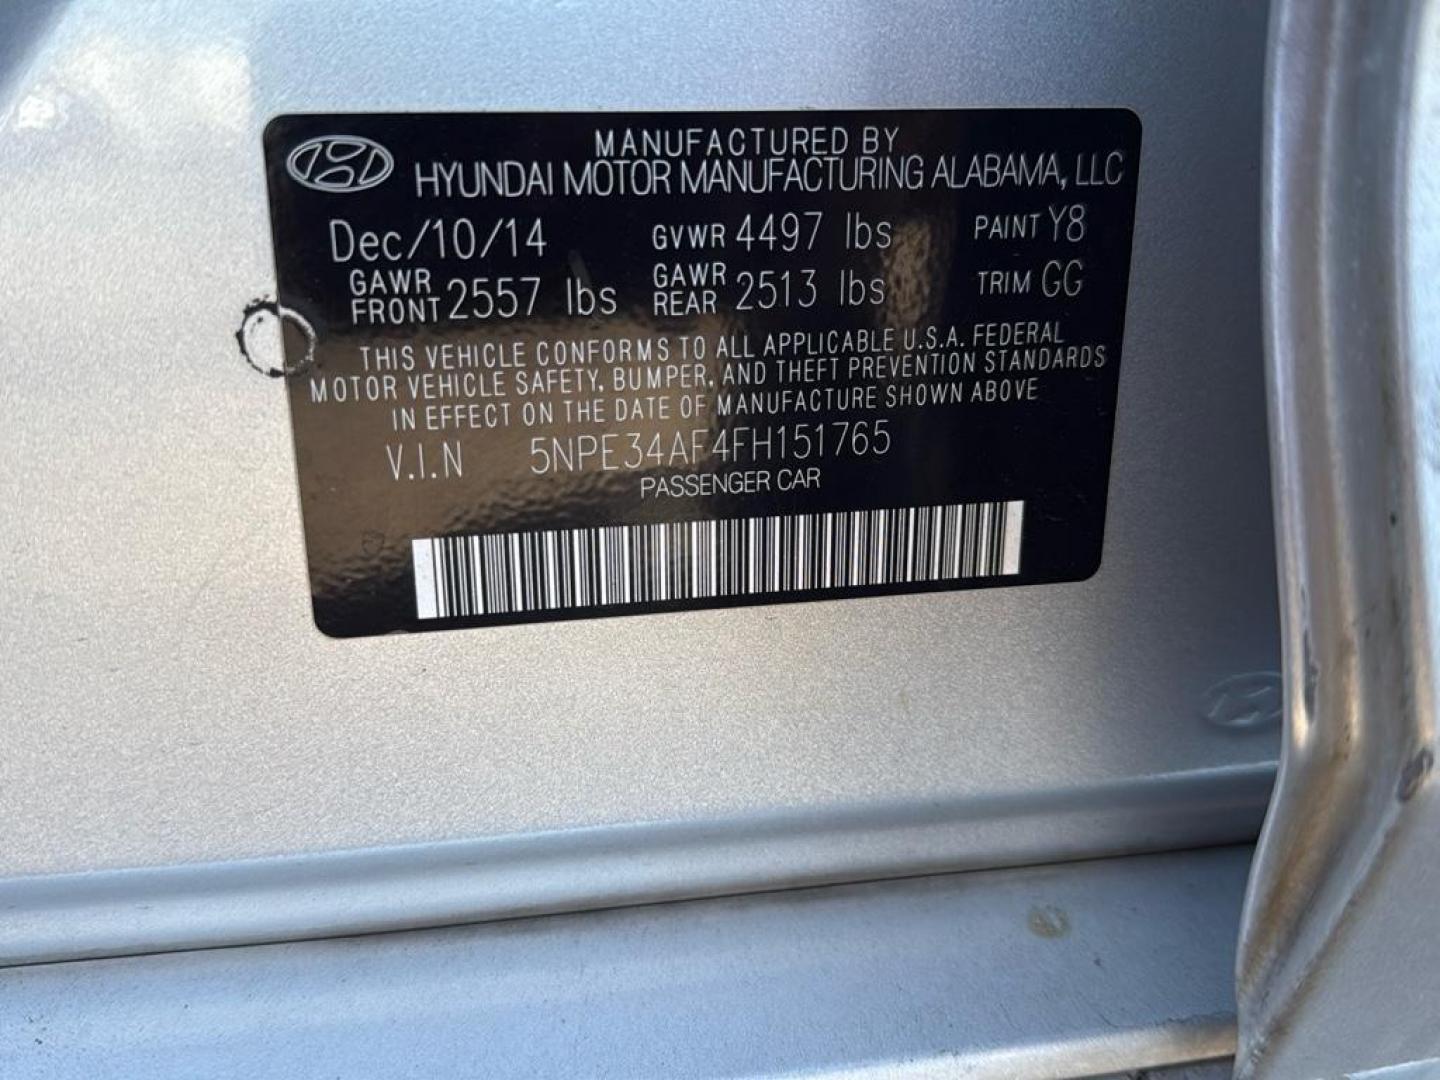 MANUFACTURED BY
HYUNDAI MOTOR MANUFACTURING ALABAMA, LLC
Dec/10/14 GVWR 4497 lbs PAINT Y8
GAWR FRONT 2557 lbs GAWR REAR 2513 lbs TRIM GG
THIS VEHICLE CONFORMS TO ALL APPLICABLE U.S.A. FEDERAL
MOTOR VEHICLE SAFETY, BUMPER, AND THEFT PREVENTION STANDARDS
IN EFFECT ON THE DATE OF MANUFACTURE SHOWN ABOVE
V.I.N 5NPE34AF4FH151765
PASSENGER CAR